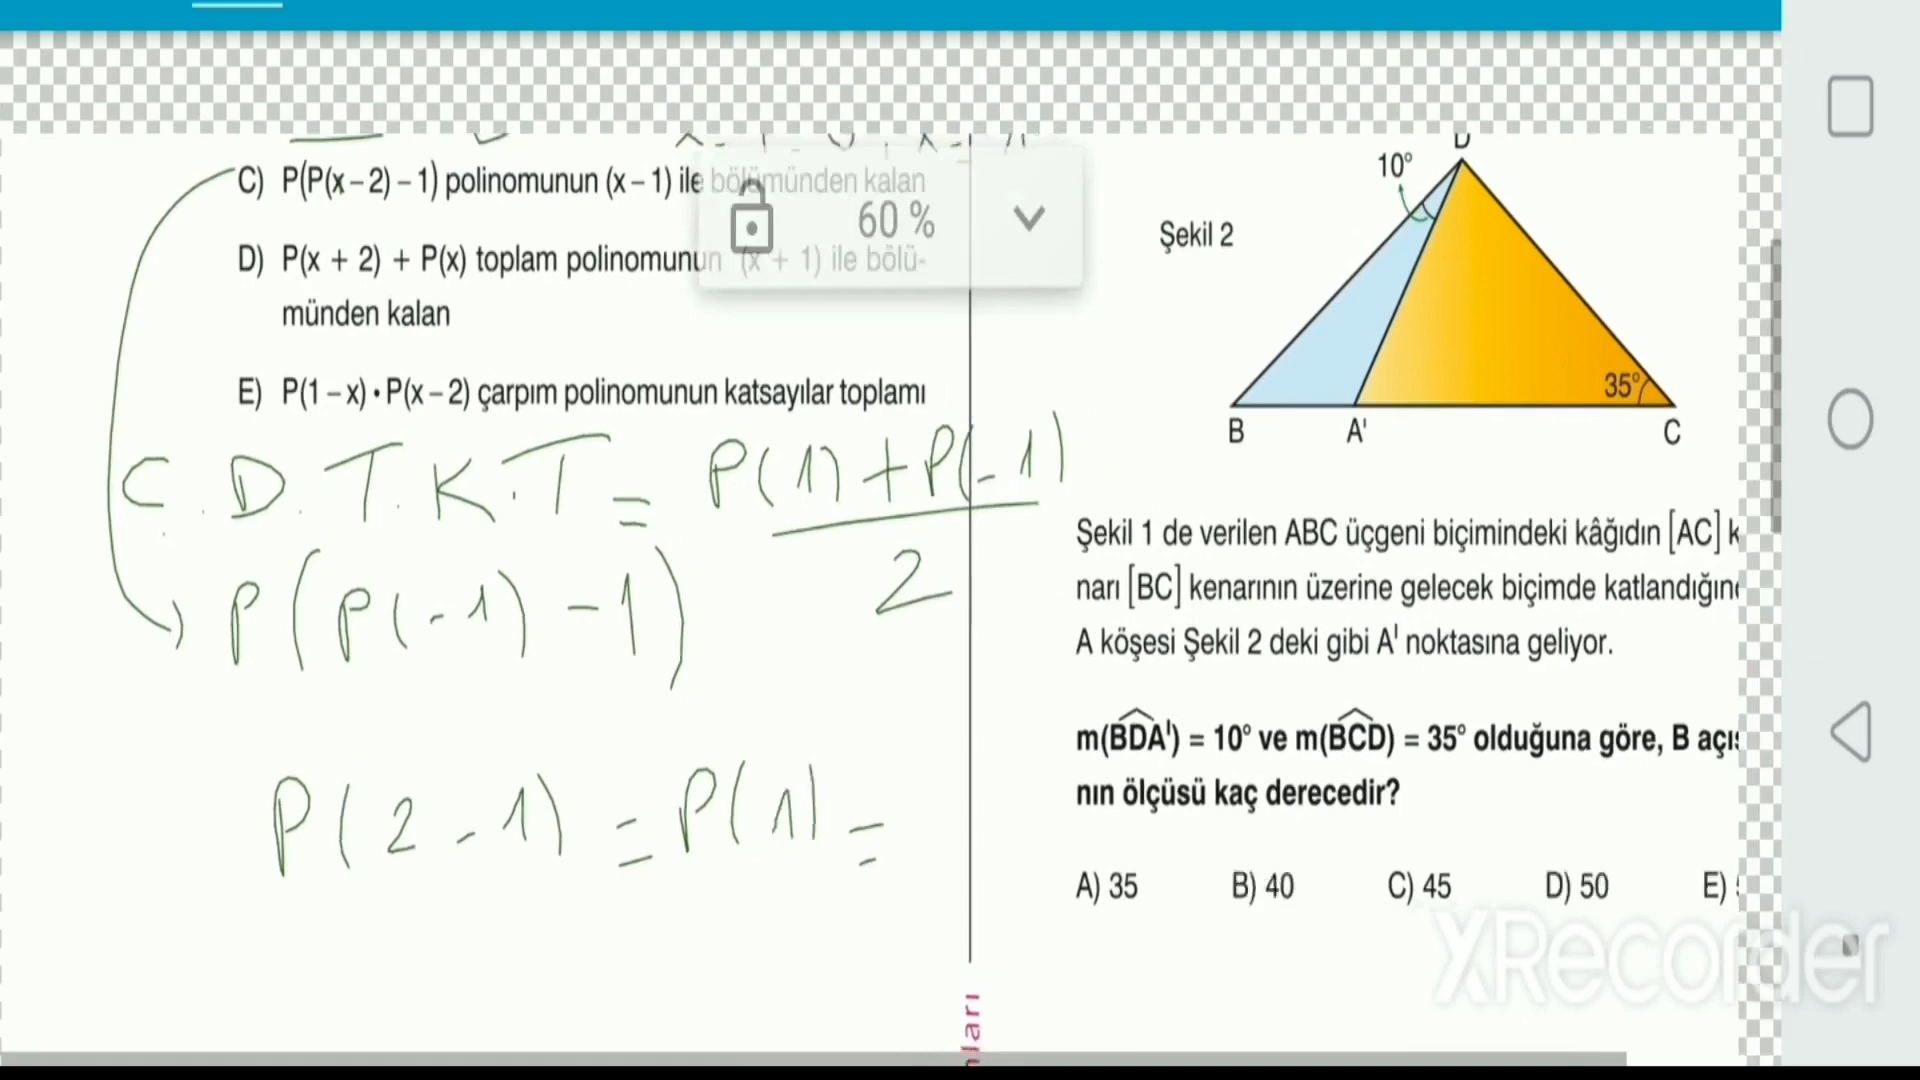 C) P(P(x – 2) – 1) polinomunun (x – 1) ile bölümünden kalan
60 %
D) P(x + 2) + P(x) toplam polinomunun (x + 1) ile bölü-
münden kalan
E) P(1 – x) • P(x – 2) çarpım polinomunun katsayılar toplamı
C.D.T.K.T = P(1) + P(-1)
2
P(P(-1) - 1)
P(2 - 1) = P(1) =
D
10°
Şekil 2
35°
B A' C
Şekil 1 de verilen ABC üçgeni biçimindeki kâğıdın [AC] k
narı [BC] kenarının üzerine gelecek biçimde katlandığın
A köşesi Şekil 2 deki gibi A' noktasına geliyor.
m(BDA') = 10° ve m(BCD) = 35° olduğuna göre, B açı
nın ölçüsü kaç derecedir?
A) 35 B) 40 C) 45 D) 50 E)
XRecorder